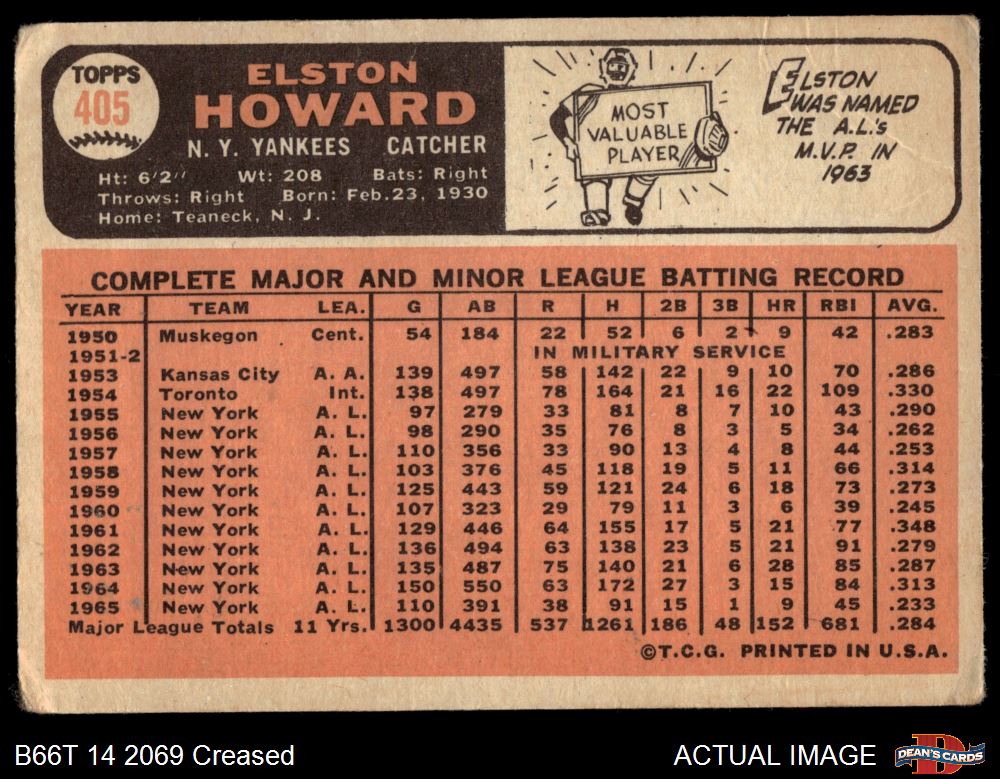 TOPPS
405
ELSTON
HOWARD
N. Y. YANKEES CATCHER
Ht: 6'2" Wt: 208 Bats: Right
Throws: Right Born: Feb.23, 1930
Home: Teaneck, N. J.
MOST
VALUABLE
PLAYER
ELSTON
WAS NAMED
THE A.L.'s
M.V.P. IN
1963
COMPLETE MAJOR AND MINOR LEAGUE BATTING RECORD
YEAR TEAM LEA. G AB R H 2B 3B HR RBI AVG.
1950 Muskegon Cent. 54 184 22 52 6 2 9 42 .283
1951-2 IN MILITARY SERVICE
1953 Kansas City A. A. 139 497 58 142 22 9 10 70 .286
1954 Toronto Int. 138 497 78 164 21 16 22 109 .330
1955 New York A. L. 97 279 33 81 8 7 10 43 .290
1956 New York A. L. 98 290 35 76 8 3 5 34 .262
1957 New York A. L. 110 356 33 90 13 4 8 44 .253
1958 New York A. L. 103 376 45 118 19 5 11 66 .314
1959 New York A. L. 125 443 59 121 24 6 18 73 .273
1960 New York A. L. 107 323 29 79 11 3 6 39 .245
1961 New York A. L. 129 446 64 155 17 5 21 77 .348
1962 New York A. L. 136 494 63 138 23 5 21 91 .279
1963 New York A. L. 135 487 75 140 21 6 28 85 .287
1964 New York A. L. 150 550 63 172 27 3 15 84 .313
1965 New York A. L. 110 391 38 91 15 1 9 45 .233
Major League Totals 11 Yrs. 1300 4435 537 1261 186 48 152 681 .284
©T.C.G. PRINTED IN U.S.A.
B66T 14 2069 Creased
ACTUAL IMAGE
DEAN'S CARDS